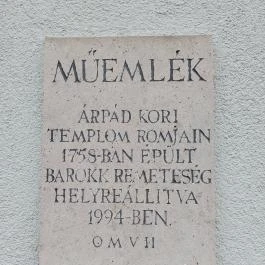 MŰEMLÉK
ÁRPÁD KORI
TEMPLOM ROMJAIN
1758-BAN ÉPÜLT
BAROKK REMETESÉG
HELYREÁLLÍTVA
1994-BEN.
OMVH